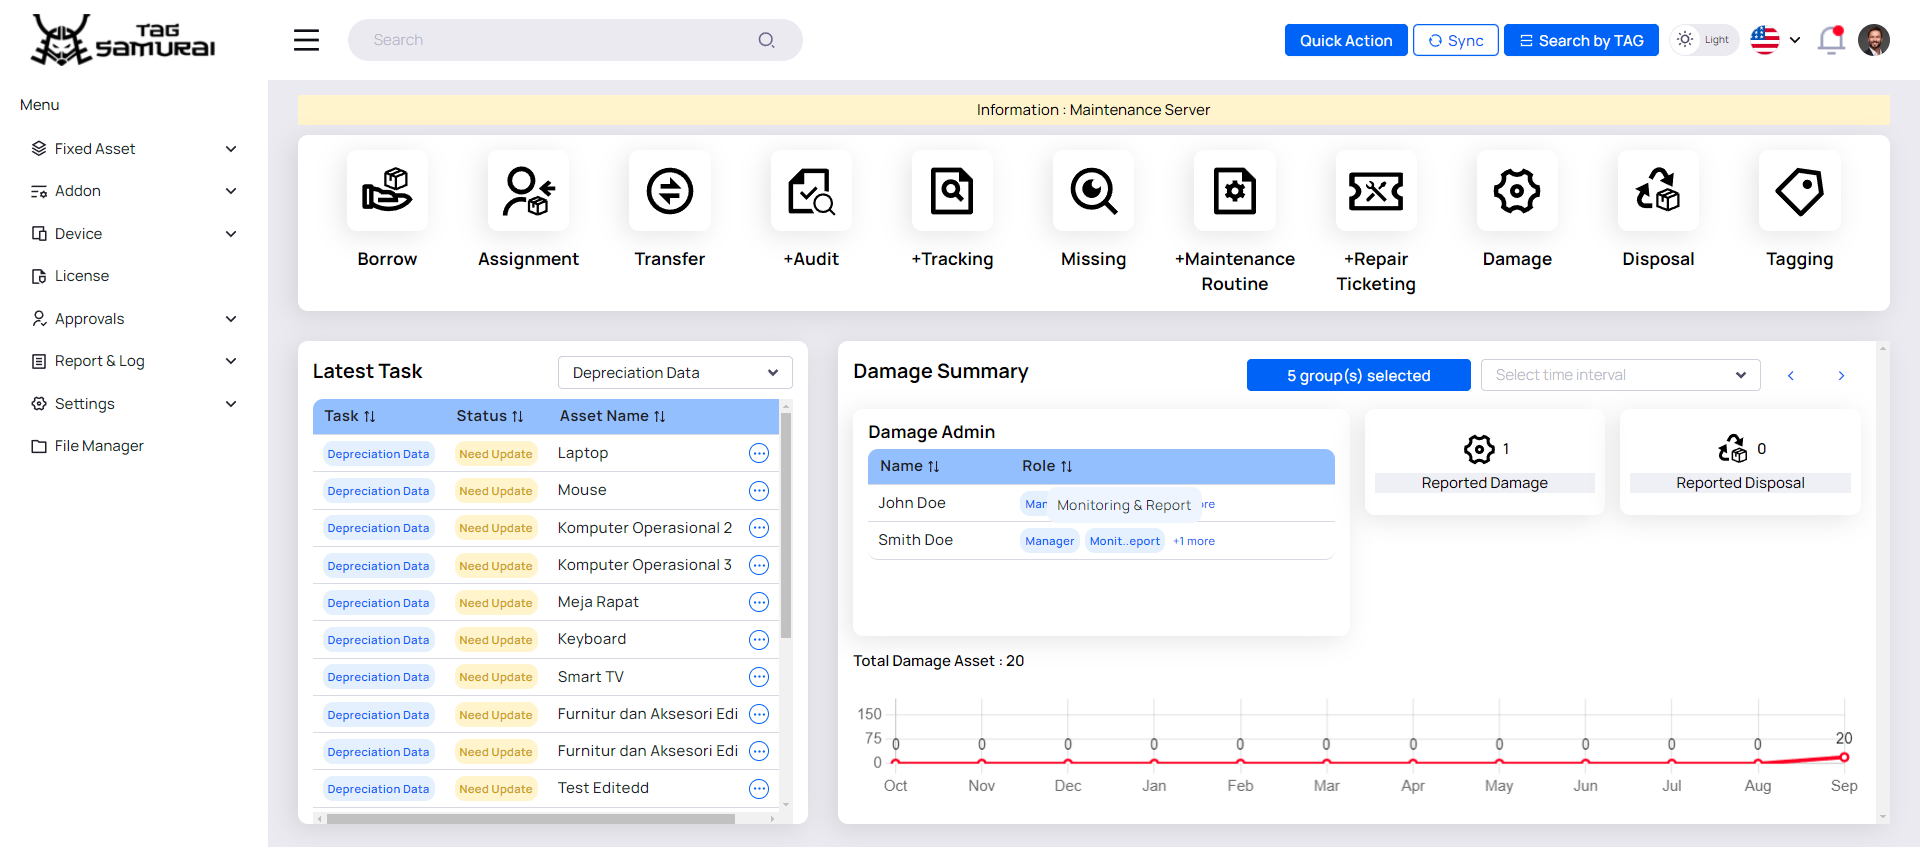 TAG
SAMURAI
Search
Quick Action
Sync
Search by TAG
Light
Menu
Fixed Asset
Addon
Device
License
Approvals
Report & Log
Settings
File Manager
Information : Maintenance Server
Borrow
Assignment
Transfer
+Audit
+Tracking
Missing
+Maintenance
Routine
+Repair
Ticketing
Damage
Disposal
Tagging
Latest Task
Depreciation Data
Task Status Asset Name
Depreciation Data Need Update Laptop
Depreciation Data Need Update Mouse
Depreciation Data Need Update Komputer Operasional 2
Depreciation Data Need Update Komputer Operasional 3
Depreciation Data Need Update Meja Rapat
Depreciation Data Need Update Keyboard
Depreciation Data Need Update Smart TV
Depreciation Data Need Update Furnitur dan Aksesori Edi
Depreciation Data Need Update Furnitur dan Aksesori Edi
Depreciation Data Need Update Test Editedd
Damage Summary
5 group(s) selected
Select time interval
Damage Admin
Name Role
John Doe Man Monitoring & Report re
Smith Doe Manager Monit..eport +1 more
1
Reported Damage
0
Reported Disposal
Total Damage Asset : 20
150
75
0
0 0 0 0 0 0 0 0 0 0 0 20
Oct Nov Dec Jan Feb Mar Apr May Jun Jul Aug Sep